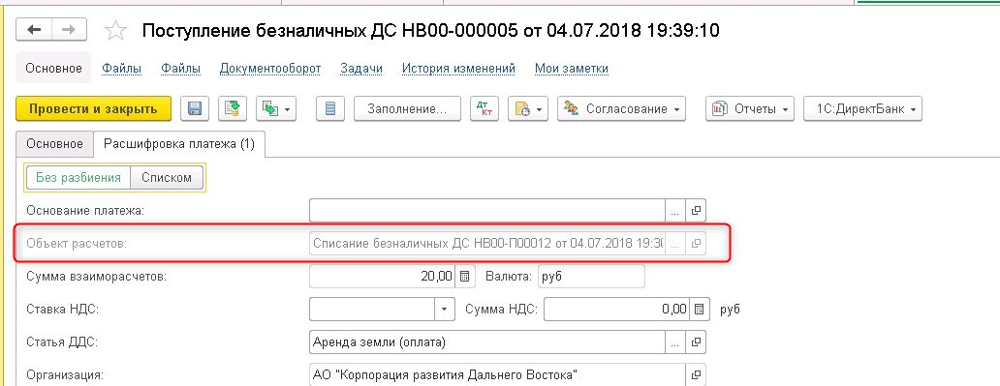 Поступление безналичных ДС НВ00-000005 от 04.07.2018 19:39:10
Основное Файлы Файлы Документооборот Задачи История изменений Мои заметки
Провести и закрыть Заполнение... Дт Кт Согласование Отчеты 1С:ДиректБанк
Основное Расшифровка платежа (1)
Без разбиения Списком
Основание платежа: ...
Объект расчетов: Списание безналичных ДС НВ00-П00012 от 04.07.2018 19:30 ...
Сумма взаиморасчетов: 20,00 Валюта: руб
Ставка НДС: Сумма НДС: 0,00 руб
Статья ДДС: Аренда земли (оплата) ...
Организация: АО "Корпорация развития Дальнего Востока"